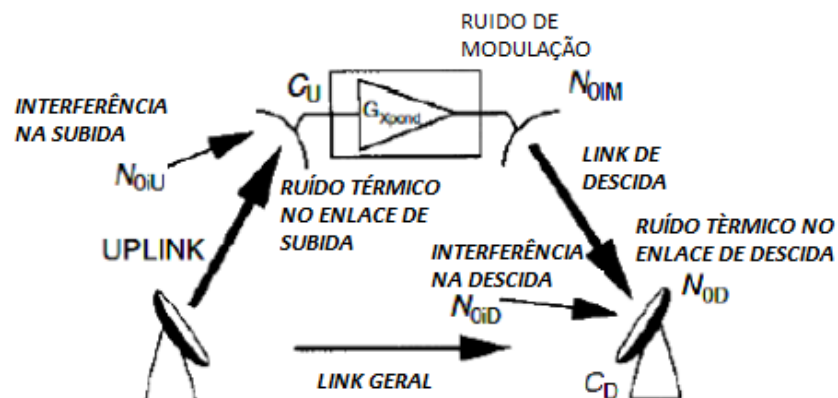 RUIDO DE
MODULAÇÃO
C_U
G_Xpond
N_0IM
INTERFERÊNCIA
NA SUBIDA
N_0iU
LINK DE
DESCIDA
RUÍDO TÉRMICO
NO ENLACE DE
SUBIDA
UPLINK
RUÍDO TÈRMICO NO
ENLACE DE DESCIDA
INTERFERÊNCIA
NA DESCIDA
N_0iD
N_0D
LINK GERAL
C_D